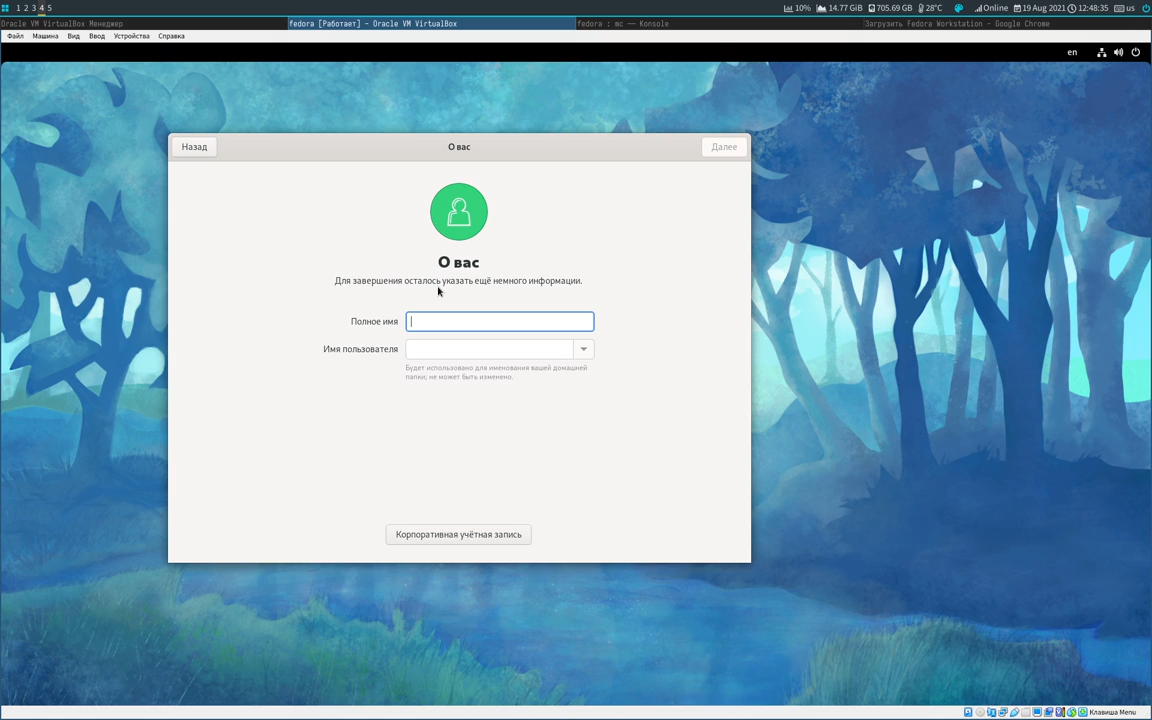 1 2 3 4 5
10% 14.77 GiB 705.69 GB 28°C Online 19 Aug 2021 12:48:35 us
Oracle VM VirtualBox Менеджер
fedora [Работает] - Oracle VM VirtualBox
fedora : mc — Konsole
Загрузить Fedora Workstation - Google Chrome
Файл Машина Вид Ввод Устройства Справка
en
Назад
О вас
Далее
О вас
Для завершения осталось указать ещё немного информации.
Полное имя
Имя пользователя
Будет использовано для именования вашей домашней
папки; не может быть изменено.
Корпоративная учётная запись
Клавиша Menu